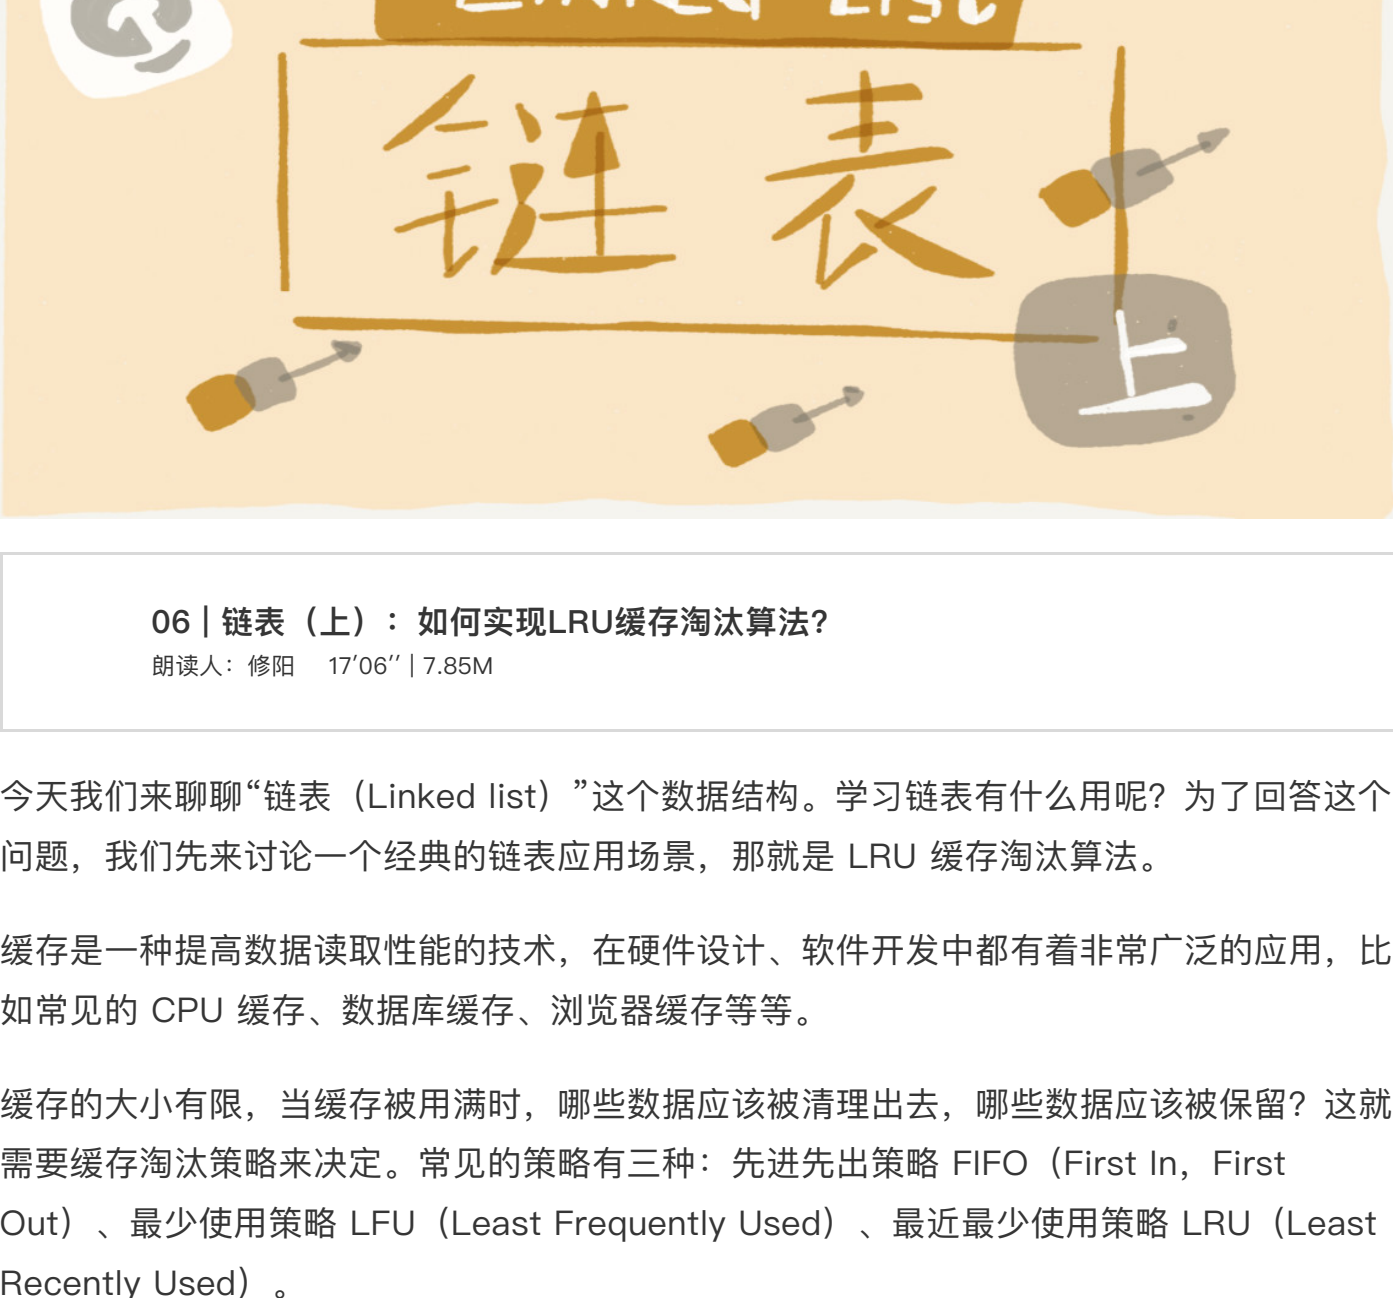 Linked List
链表
上
06 | 链表（上）：如何实现LRU缓存淘汰算法？
朗读人：修阳 17′06′′ | 7.85M
今天我们来聊聊“链表（Linked list）”这个数据结构。学习链表有什么用呢？为了回答这个
问题，我们先来讨论一个经典的链表应用场景，那就是 LRU 缓存淘汰算法。
缓存是一种提高数据读取性能的技术，在硬件设计、软件开发中都有着非常广泛的应用，比
如常见的 CPU 缓存、数据库缓存、浏览器缓存等等。
缓存的大小有限，当缓存被用满时，哪些数据应该被清理出去，哪些数据应该被保留？这就
需要缓存淘汰策略来决定。常见的策略有三种：先进先出策略 FIFO（First In，First
Out）、最少使用策略 LFU（Least Frequently Used）、最近最少使用策略 LRU（Least
Recently Used）。